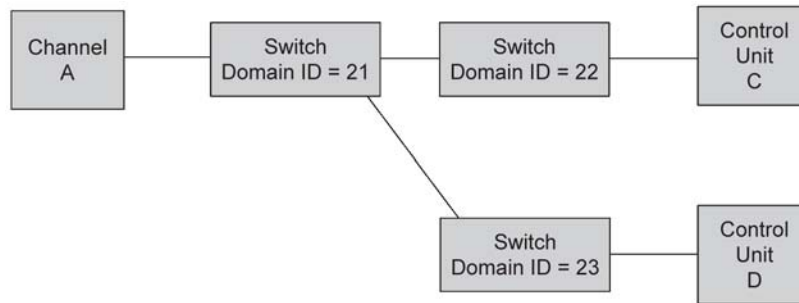 Channel
A
Switch
Domain ID = 21
Switch
Domain ID = 22
Control
Unit
C
Switch
Domain ID = 23
Control
Unit
D